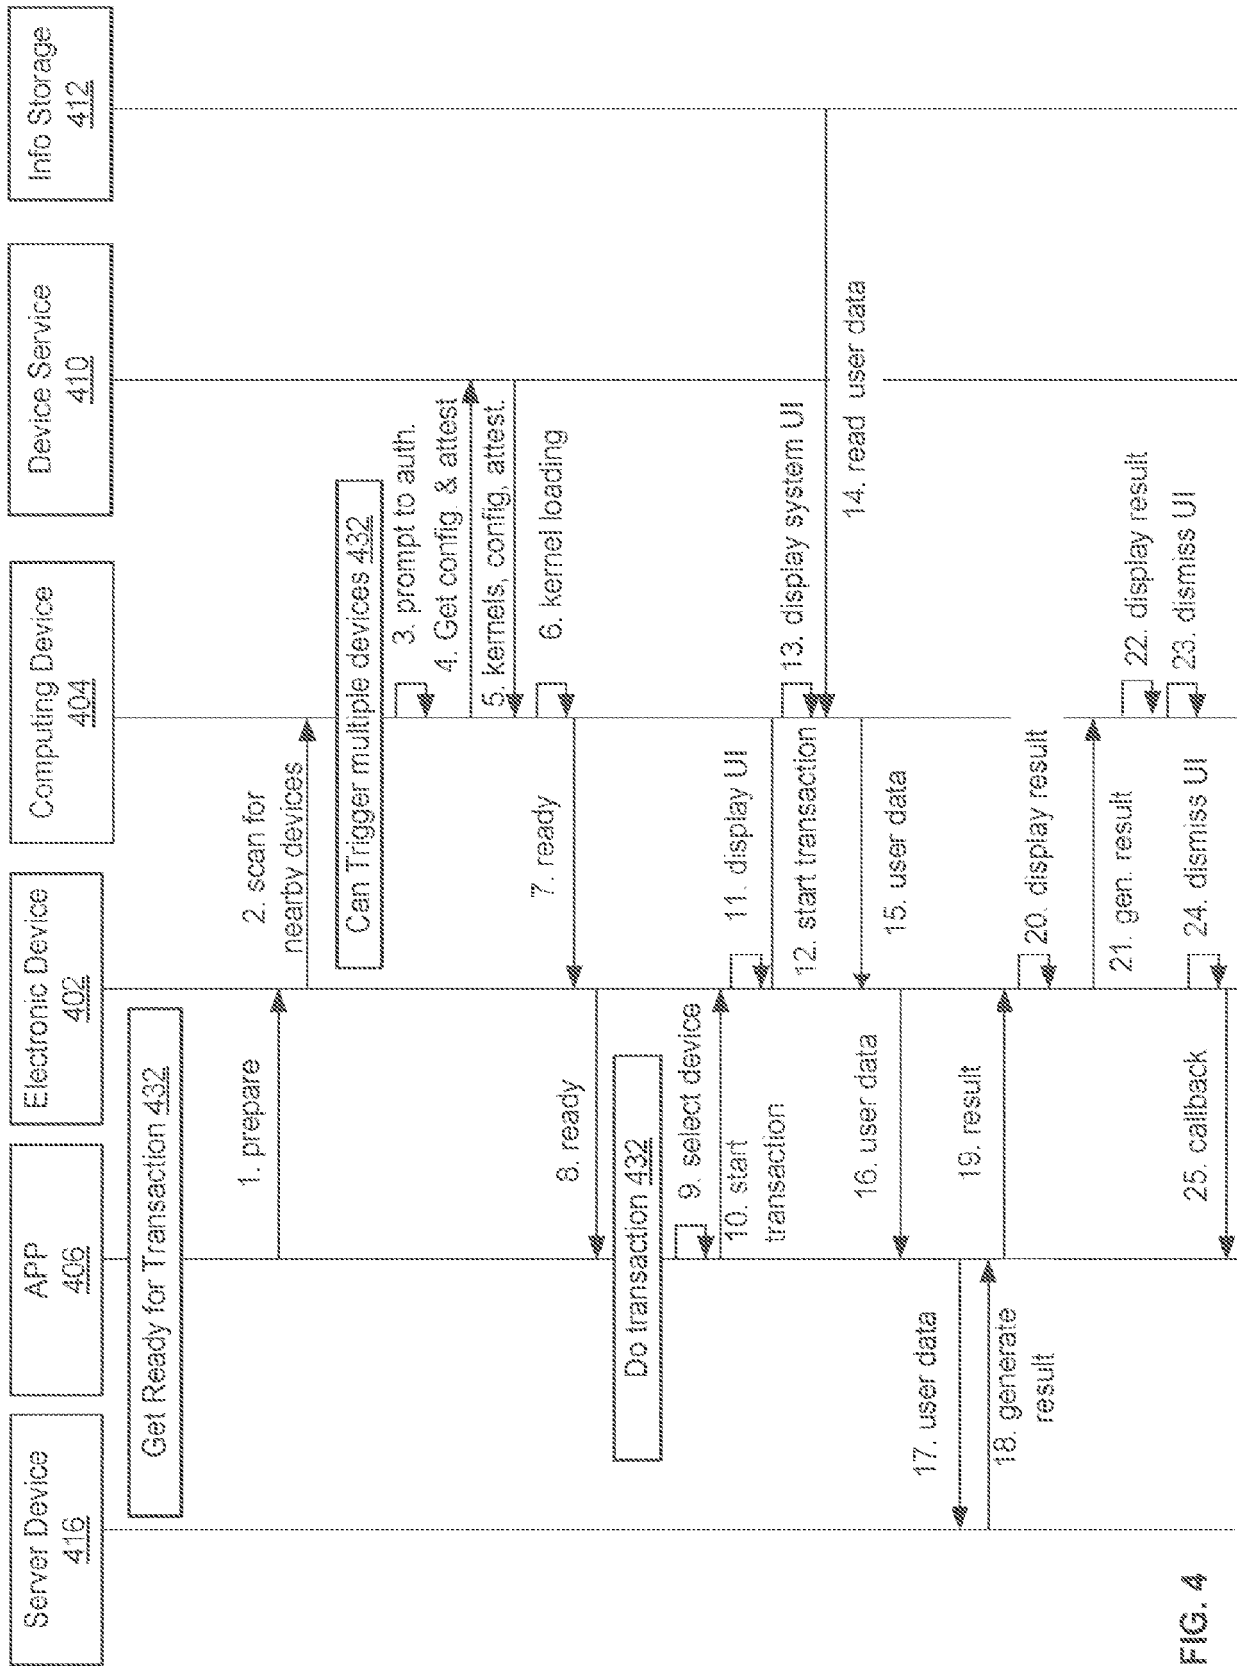 Server Device
416
APP
406
Electronic Device
402
Computing Device
404
Device Service
410
Info Storage
412
Get Ready for Transaction 432
1. prepare
2. scan for
nearby devices
Can Trigger multiple devices 432
3. prompt to auth.
4. Get config. & attest
5. kernels, config, attest.
6. kernel loading
7. ready
8. ready
Do transaction 432
9. select device
10. start
transaction
11. display UI
12. start transaction
13. display system UI
14. read user data
15. user data
16. user data
17. user data
18. generate
result
19. result
20. display result
21. gen. result
22. display result
23. dismiss UI
24. dismiss UI
25. callback
FIG. 4